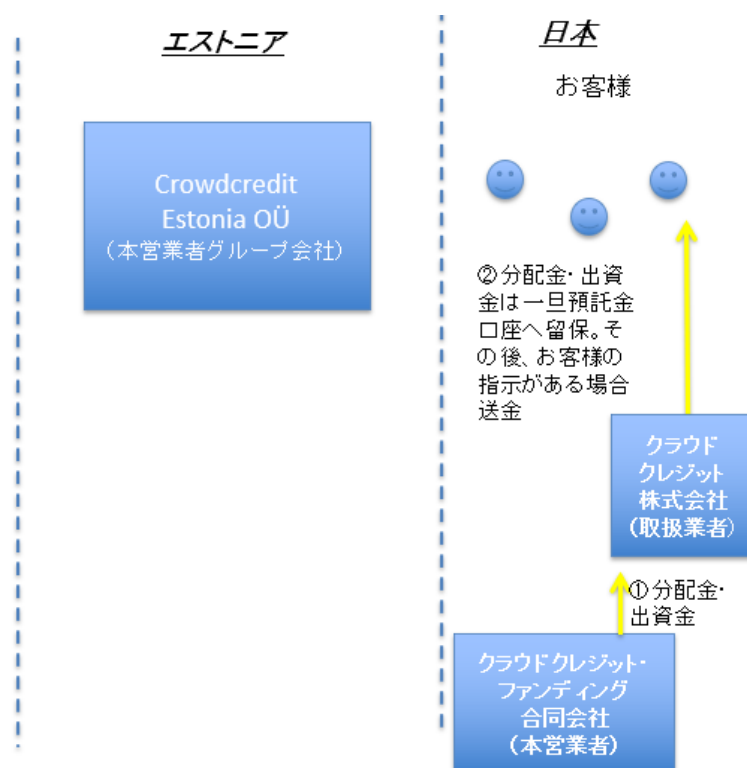 エストニア
日本
お客様
Crowdcredit
Estonia OÜ
(本営業者グループ会社)
②分配金・出資
金は一旦預託金
口座へ留保。そ
の後、お客様の
指示がある場合
送金
クラウド
クレジット
株式会社
(取扱業者)
①分配金・
出資金
クラウドクレジット・
ファンディング
合同会社
(本営業者)